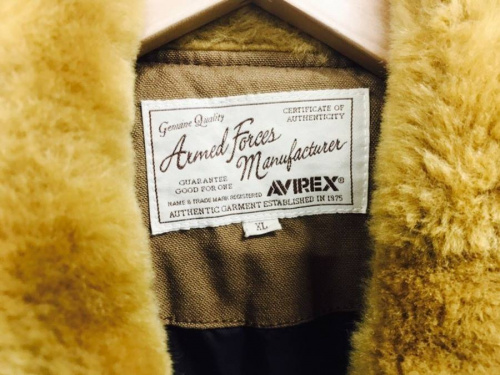 Genuine Quality
CERTIFICATE OF
AUTHENTICITY
Armed Forces
Manufacturer
GUARANTEE
GOOD FOR ONE
AVIREX®
NAME & TRADE MARK REGISTERED
AUTHENTIC GARMENT ESTABLISHED IN 1975
XL